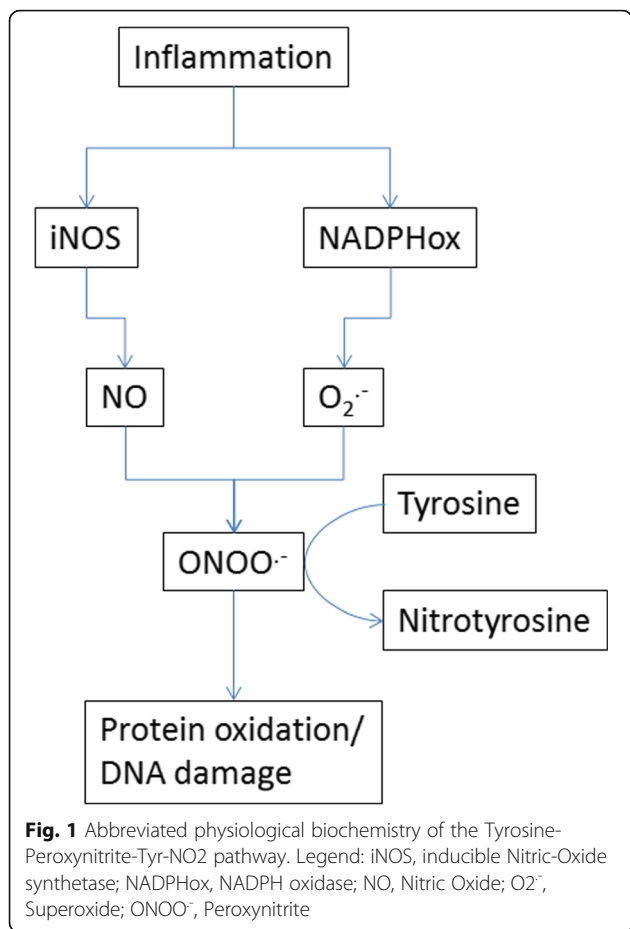 Inflammation
iNOS
NADPHox
NO
O₂·⁻
Tyrosine
ONOO·⁻
Nitrotyrosine
Protein oxidation/
DNA damage
Fig. 1 Abbreviated physiological biochemistry of the Tyrosine-
Peroxynitrite-Tyr-NO2 pathway. Legend: iNOS, inducible Nitric-Oxide
synthetase; NADPHox, NADPH oxidase; NO, Nitric Oxide; O2·⁻,
Superoxide; ONOO·⁻, Peroxynitrite